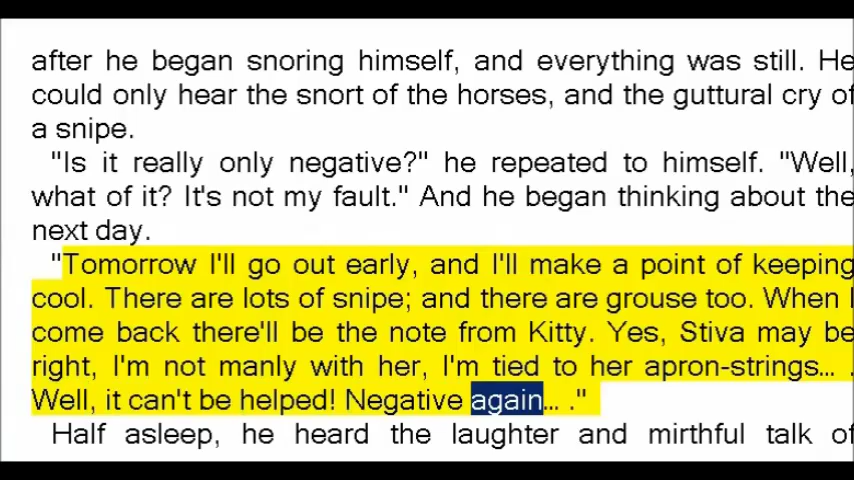 after he began snoring himself, and everything was still. He
could only hear the snort of the horses, and the guttural cry of
a snipe.
"Is it really only negative?" he repeated to himself. "Well,
what of it? It's not my fault." And he began thinking about the
next day.
"Tomorrow I'll go out early, and I'll make a point of keeping
cool. There are lots of snipe; and there are grouse too. When I
come back there'll be the note from Kitty. Yes, Stiva may be
right, I'm not manly with her, I'm tied to her apron-strings… .
Well, it can't be helped! Negative again… ."
Half asleep, he heard the laughter and mirthful talk of